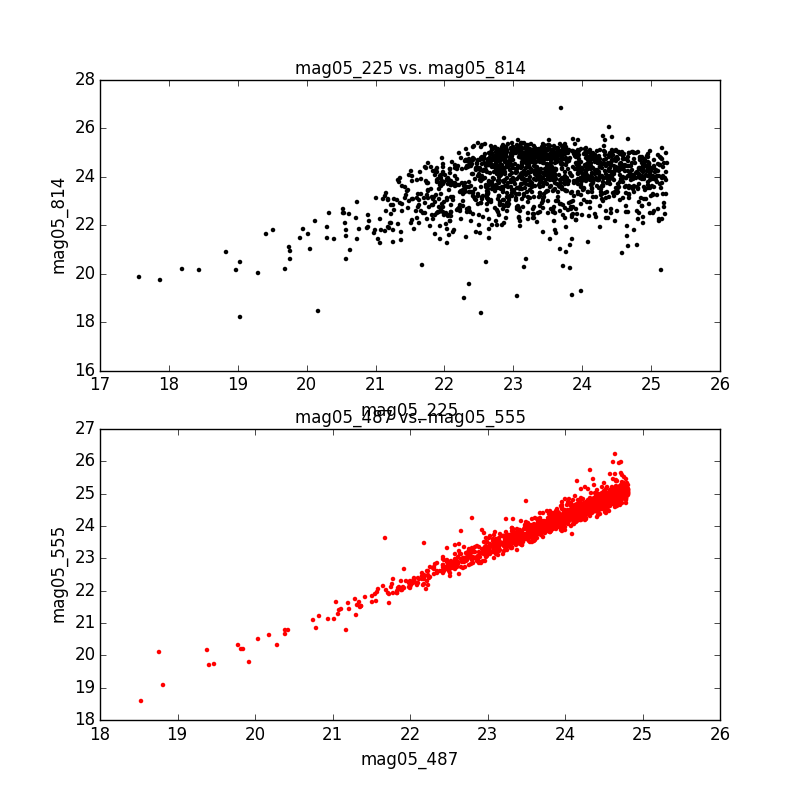 mag05_225 vs. mag05_814
28
26
24
22
20
18
16
mag05_814
17 18 19 20 21 22 23 24 25 26
mag05_225
mag05_487 vs. mag05_555
27
26
25
24
23
22
21
20
19
18
mag05_555
18 19 20 21 22 23 24 25 26
mag05_487